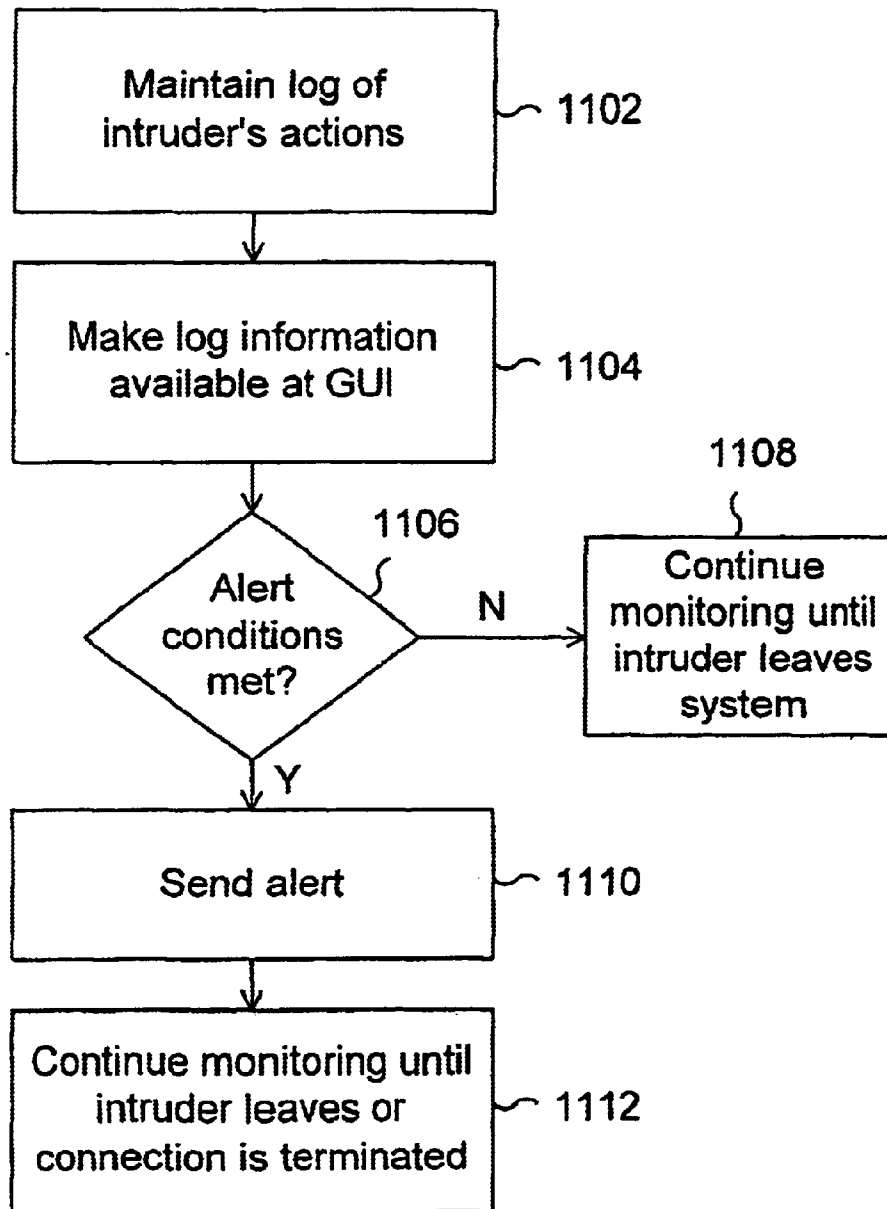 Maintain log of
intruder's actions
1102
Make log information
available at GUI
1104
1106
Alert
conditions
met?
N
1108
Continue
monitoring until
intruder leaves
system
Y
Send alert
1110
Continue monitoring until
intruder leaves or
connection is terminated
1112